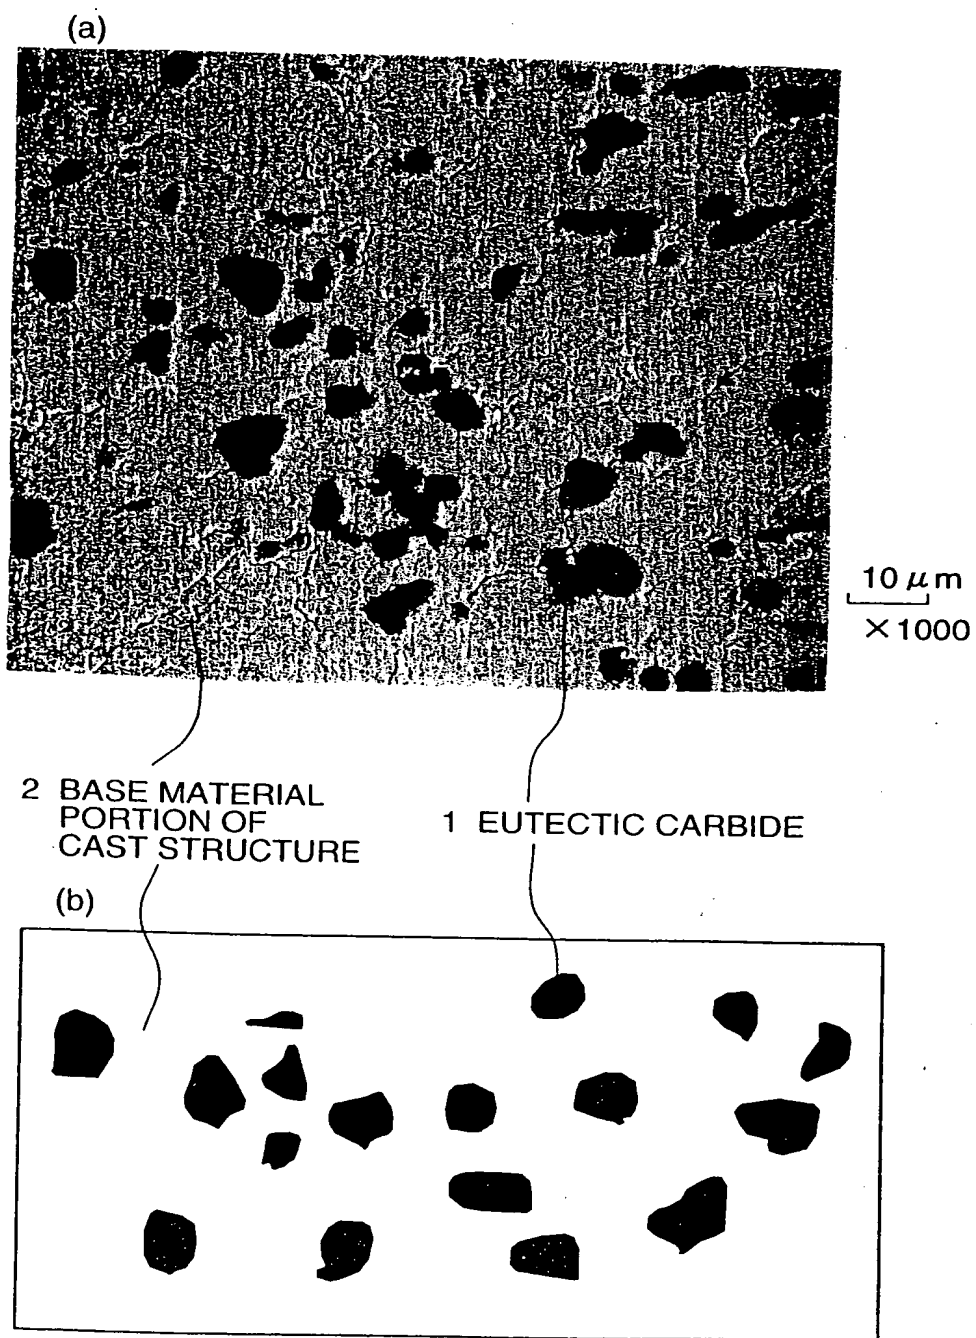 (a)
10 μm
×1000
2 BASE MATERIAL
PORTION OF
CAST STRUCTURE
1 EUTECTIC CARBIDE
(b)